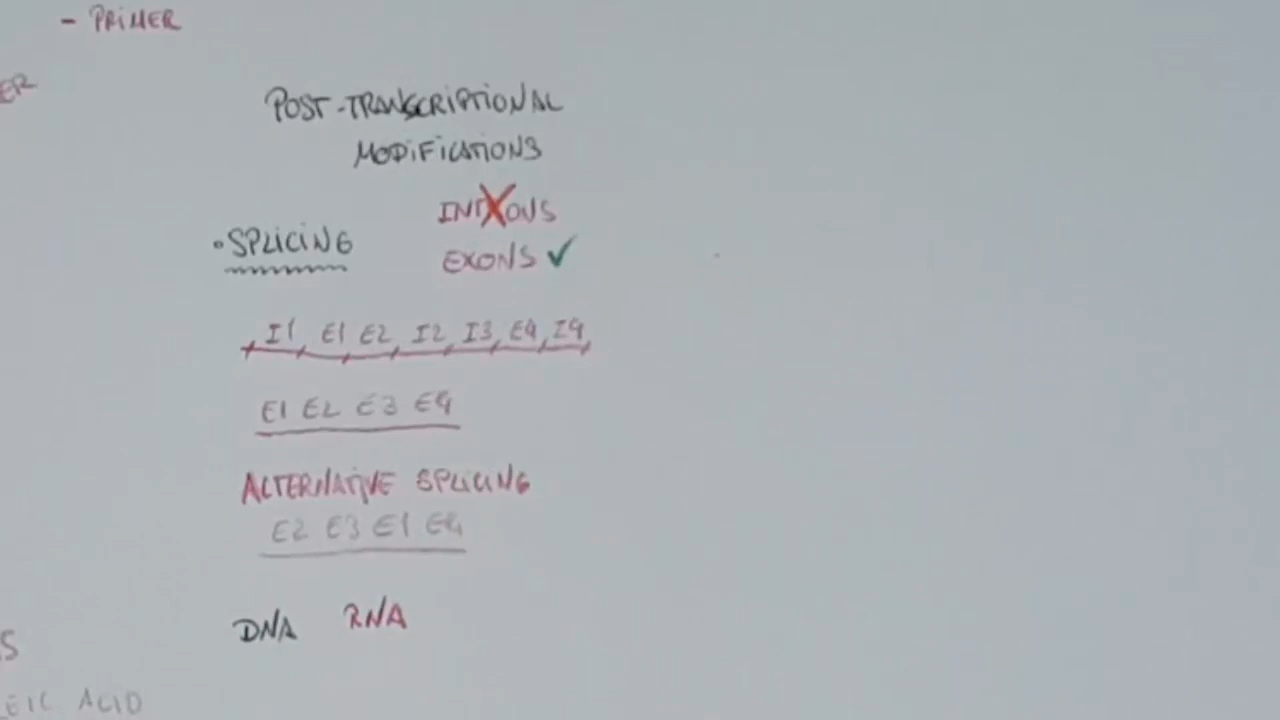 - PRIMER
ER
POST-TRANSCRIPTIONAL
MODIFICATIONS
INTRONS
• SPLICING
EXONS ✓
I1 E1 E2 I2 I3 E4 I4
E1 E2 E3 E4
ALTERNATIVE SPLICING
E2 E3 E1 E4
DNA RNA
S
EIC ACID